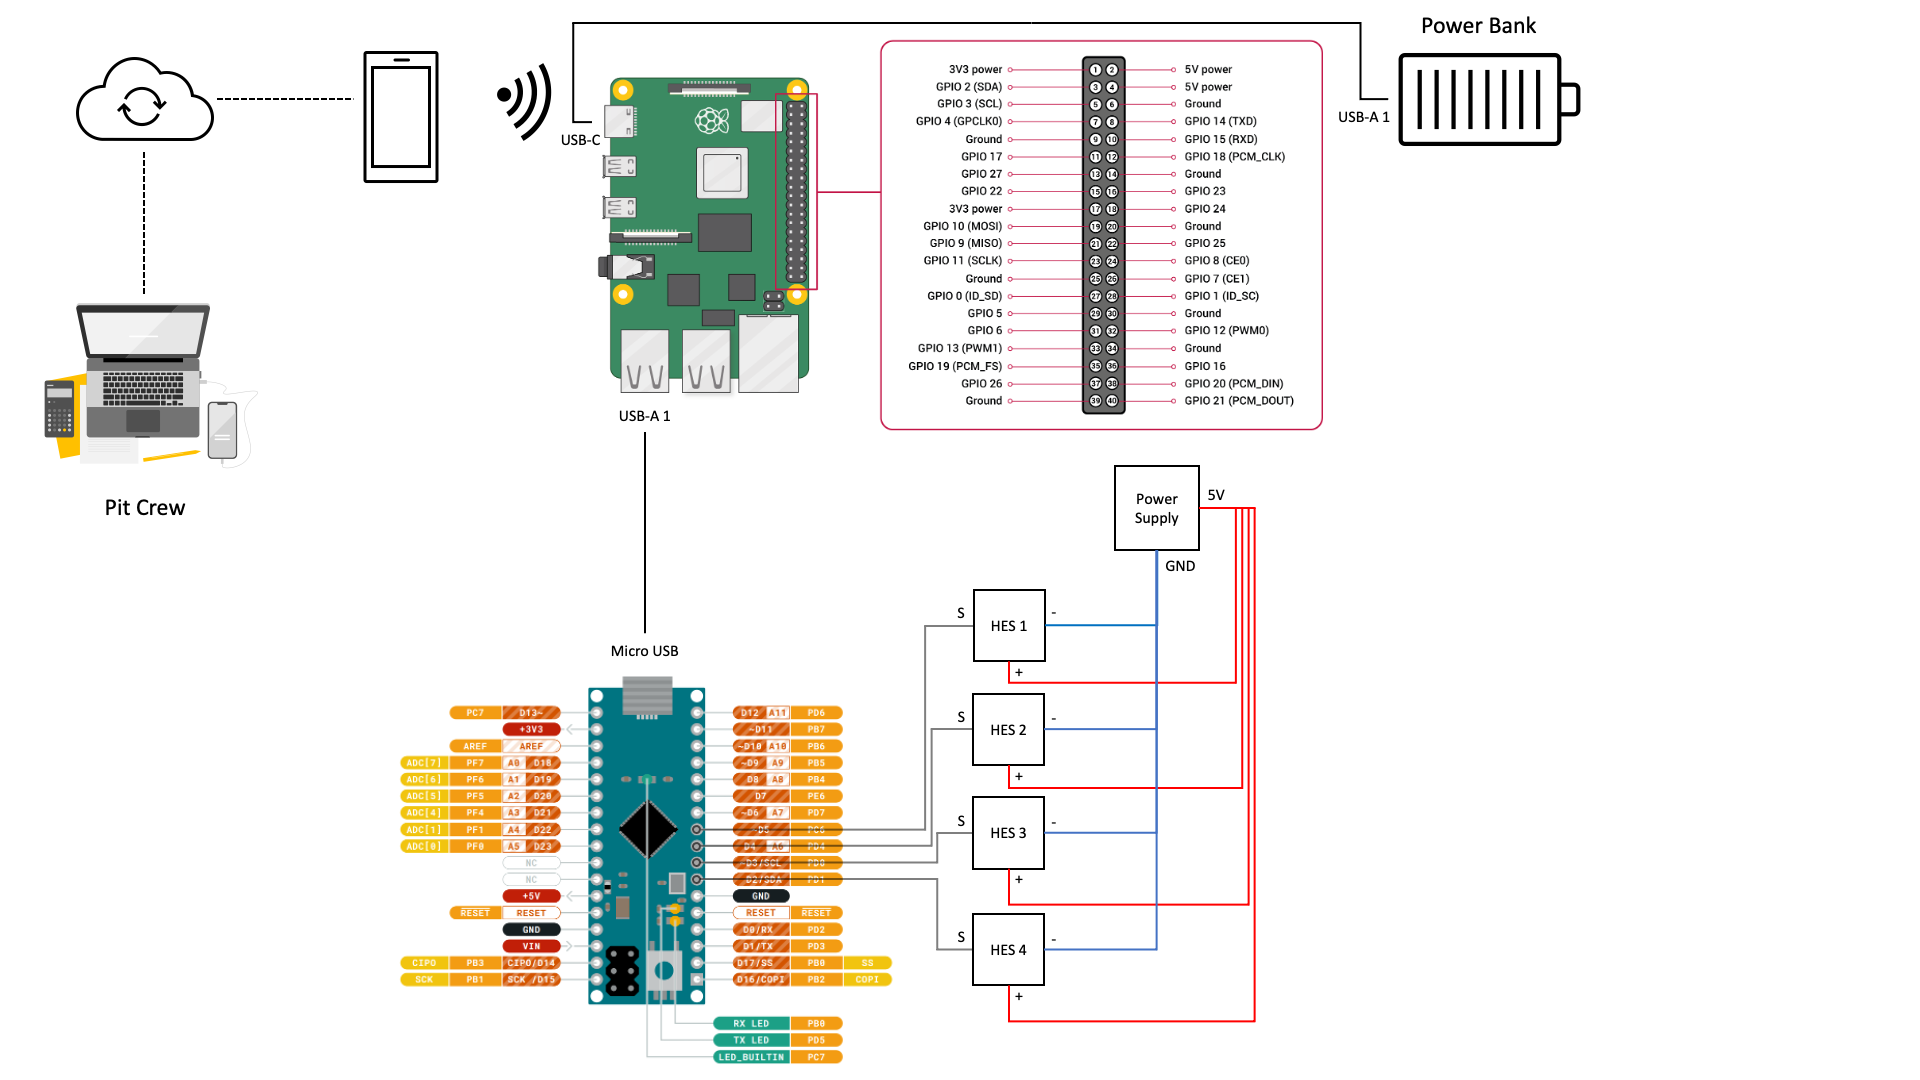 Power Bank
USB-C
USB-A 1
3V3 power 1 2 5V power
GPIO 2 (SDA) 3 4 5V power
GPIO 3 (SCL) 5 6 Ground
GPIO 4 (GPCLK0) 7 8 GPIO 14 (TXD)
Ground 9 10 GPIO 15 (RXD)
GPIO 17 11 12 GPIO 18 (PCM_CLK)
GPIO 27 13 14 Ground
GPIO 22 15 16 GPIO 23
3V3 power 17 18 GPIO 24
GPIO 10 (MOSI) 19 20 Ground
GPIO 9 (MISO) 21 22 GPIO 25
GPIO 11 (SCLK) 23 24 GPIO 8 (CE0)
Ground 25 26 GPIO 7 (CE1)
GPIO 0 (ID_SD) 27 28 GPIO 1 (ID_SC)
GPIO 5 29 30 Ground
GPIO 6 31 32 GPIO 12 (PWM0)
GPIO 13 (PWM1) 33 34 Ground
GPIO 19 (PCM_FS) 35 36 GPIO 16
GPIO 26 37 38 GPIO 20 (PCM_DIN)
Ground 39 40 GPIO 21 (PCM_DOUT)
USB-A 1
Pit Crew
Power
Supply
5V
GND
S HES 1 -
+
S HES 2 -
+
S HES 3 -
+
S HES 4 -
+
Micro USB
PC7 D13~ D12 A11 PD6
+3V3 ~D11 PB7
AREF AREF ~D10 A10 PB6
ADC[7] PF7 A0 D18 ~D9 A9 PB5
ADC[6] PF6 A1 D19 D8 A8 PB4
ADC[5] PF5 A2 D20 D7 PE6
ADC[4] PF4 A3 D21 ~D6 A7 PD7
ADC[1] PF1 A4 D22 ~D5 PC6
ADC[0] PF0 A5 D23 D4 A6 PD4
NC ~D3/SCL PD0
NC D2/SDA PD1
+5V GND
RESET RESET RESET RESET
GND D0/RX PD2
VIN D1/TX PD3
CIPO PB3 CIPO/D14 D17/SS PB0 SS
SCK PB1 SCK /D15 D16/COPI PB2 COPI
RX LED PB0
TX LED PD5
LED_BUILTIN PC7